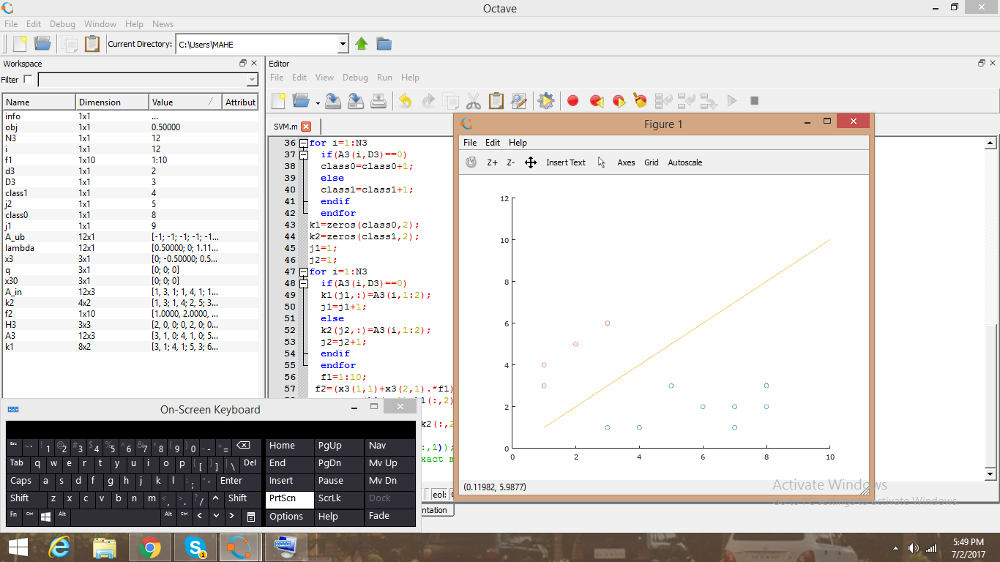 Octave
File Edit Debug Window Help News
Current Directory: C:\Users\MAHE
Workspace
Filter
Name Dimension Value Attribut
info 1x1 ...
obj 1x1 0.50000
N3 1x1 12
i 1x1 12
f1 1x10 1:10
d3 1x1 2
D3 1x1 3
class1 1x1 4
j2 1x1 5
class0 1x1 8
j1 1x1 9
A_ub 12x1 [-1; -1; -1; -1; -1...
lambda 12x1 [0.50000; 0; 1.11...
x3 3x1 [0; -0.50000; 0.5...
q 3x1 [0; 0; 0]
x30 3x1 [0; 0; 0]
A_in 12x3 [1, 3, 1; 1, 4, 1; 1...
k2 4x2 [1, 3; 1, 4; 2, 5; 3...
f2 1x10 [1.0000, 2.0000, ...
H3 3x3 [2, 0, 0; 0, 2, 0; 0...
A3 12x3 [3, 1, 0; 4, 1, 0; 5...
k1 8x2 [3, 1; 4, 1; 5, 3; 6...
Editor
File Edit View Debug Run Help
SVM.m
36 for i=1:N3
37 if(A3(i,D3)==0)
38 class0=class0+1;
39 else
40 class1=class1+1;
41 endif
42 endfor
43 k1=zeros(class0,2);
44 k2=zeros(class1,2);
45 j1=1;
46 j2=1;
47 for i=1:N3
48 if(A3(i,D3)==0)
49 k1(j1,:)=A3(i,1:2);
50 j1=j1+1;
51 else
52 k2(j2,:)=A3(i,1:2);
53 j2=j2+1;
54 endif
55 endfor
56 f1=1:10;
57 f2=(x3(1,1)+x3(2,1).*f1)
(:,2)
k2(:,2
:,1));
xact m
eol:
ntation
Figure 1
File Edit Help
Z+ Z- Insert Text Axes Grid Autoscale
12
10
8
6
4
2
0
0 2 4 6 8 10
(0.11982, 5.9877)
Activate Windows
On-Screen Keyboard
Esc ~ ` ! 1 @ 2 # 3 $ 4 % 5 ^ 6 & 7 * 8 ( 9 ) 0 _ - + = Home PgUp Nav
Tab q w e r t y u i o p { [ } ] | \ Del End PgDn Mv Up
Caps a s d f g h j k l : ; " ' Enter Insert Pause Mv Dn
Shift z x c v b n m < , > . ? / ^ Shift PrtScn ScrLk Dock
Fn Ctrl Alt Alt Ctrl < > Options Help Fade
5:49 PM
7/2/2017